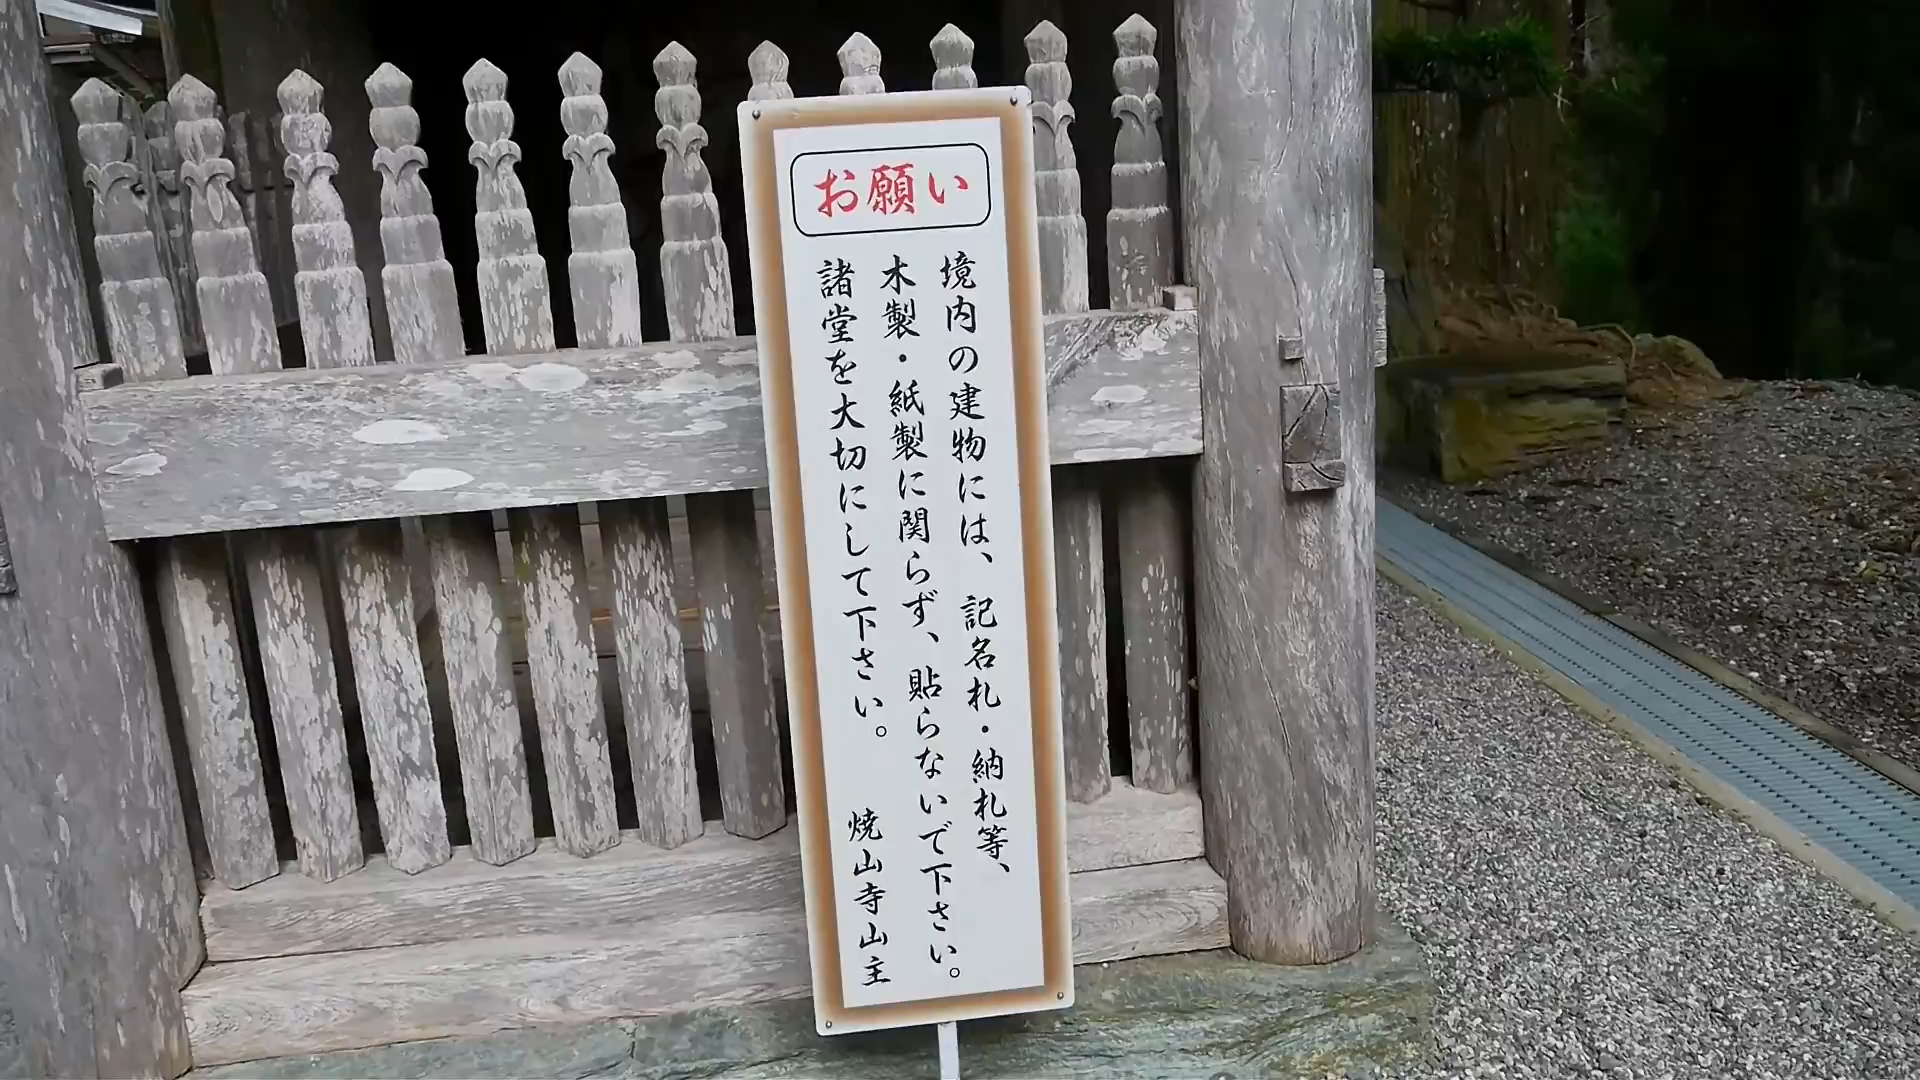 お願い
境内の建物には、記名札・納札等、
木製・紙製に関らず、貼らないで下さい。
諸堂を大切にして下さい。
焼山寺山主